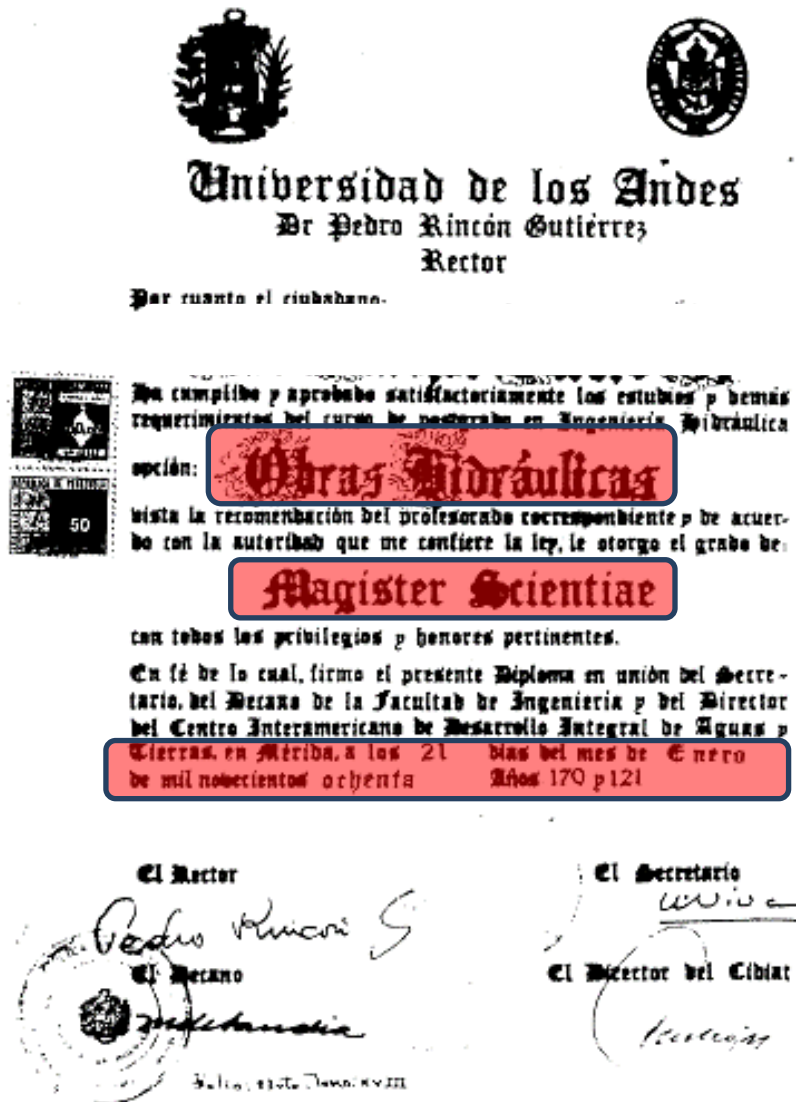 Universidad de los Andes
Dr Pedro Rincón Gutiérrez
Rector
Por cuanto el ciudadano
Ha cumplido y aprobado satisfactoriamente los estudios y demás
requerimientos del curso de postgrado en Ingeniería Hidráulica
opción: Obras Hidráulicas
vista la recomendación del profesorado correspondiente y de acuer-
do con la autoridad que me confiere la ley, le otorgo el grado de:
Magister Scientiae
con todos los privilegios y honores pertinentes.
En fé de lo cual, firmo el presente Diploma en unión del Secre-
tario, del Decano de la Facultad de Ingeniería y del Director
del Centro Interamericano de Desarrollo Integral de Aguas y
Tierras, en Mérida, a los 21 días del mes de Enero
de mil novecientos ochenta Años 170 y 121
50
El Rector
El Secretario
Pedro Rincón G
El Decano
El Director del Cidiat